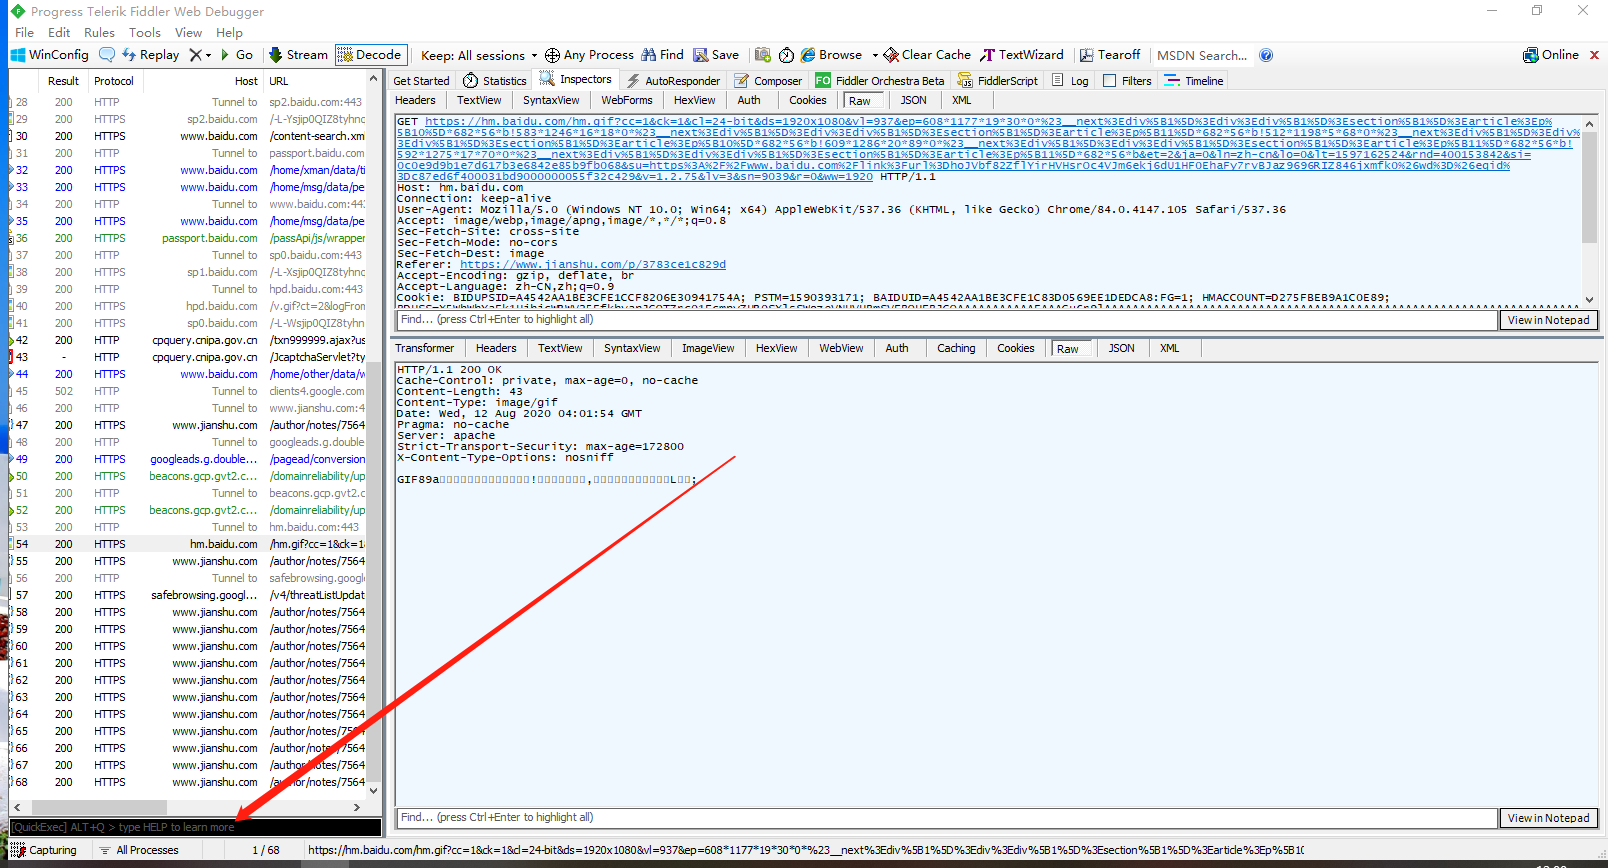 Progress Telerik Fiddler Web Debugger
File Edit Rules Tools View Help
WinConfig Replay X Go Stream Decode Keep: All sessions Any Process Find Save Browse Clear Cache TextWizard Tearoff MSDN Search... Online
Result Protocol Host URL
28 200 HTTP Tunnel to sp2.baidu.com:443
29 200 HTTPS sp2.baidu.com /-L-Ysjip0QIZ8tyhnc
30 200 HTTPS www.baidu.com /content-search.xml
31 200 HTTP Tunnel to passport.baidu.com
32 200 HTTPS www.baidu.com /home/xman/data/ti
33 200 HTTPS www.baidu.com /home/msg/data/pe
34 200 HTTP Tunnel to www.baidu.com:443
35 200 HTTPS www.baidu.com /home/msg/data/pe
36 200 HTTPS passport.baidu.com /passApi/js/wrapper
37 200 HTTP Tunnel to sp0.baidu.com:443
38 200 HTTPS sp1.baidu.com /-L-Xsjip0QIZ8tyhnc
39 200 HTTP Tunnel to hpd.baidu.com:443
40 200 HTTPS hpd.baidu.com /v.gif?ct=2&logFrom
41 200 HTTPS sp0.baidu.com /-L-Wsjip0QIZ8tyhn
42 200 HTTP cpquery.cnipa.gov.cn /txn999999.ajax?us
43 - HTTP cpquery.cnipa.gov.cn /JcaptchaServlet?ty
44 200 HTTPS www.baidu.com /home/other/data/w
45 502 HTTP Tunnel to clients4.google.com
46 200 HTTP Tunnel to www.jianshu.com:4
47 200 HTTPS www.jianshu.com /author/notes/7564
48 200 HTTP Tunnel to googleads.g.double
49 200 HTTPS googleads.g.double... /pagead/conversion
50 200 HTTPS beacons.gcp.gvt2.c... /domainreliability/up
51 200 HTTP Tunnel to beacons.gcp.gvt2.c
52 200 HTTPS beacons.gcp.gvt2.c... /domainreliability/up
53 200 HTTP Tunnel to hm.baidu.com:443
54 200 HTTPS hm.baidu.com /hm.gif?cc=1&ck=1&
55 200 HTTPS www.jianshu.com /author/notes/7564
56 200 HTTP Tunnel to safebrowsing.googl
57 200 HTTPS safebrowsing.googl... /v4/threatListUpdat
58 200 HTTPS www.jianshu.com /author/notes/7564
59 200 HTTPS www.jianshu.com /author/notes/7564
60 200 HTTPS www.jianshu.com /author/notes/7564
61 200 HTTPS www.jianshu.com /author/notes/7564
62 200 HTTPS www.jianshu.com /author/notes/7564
63 200 HTTPS www.jianshu.com /author/notes/7564
64 200 HTTPS www.jianshu.com /author/notes/7564
65 200 HTTPS www.jianshu.com /author/notes/7564
66 200 HTTPS www.jianshu.com /author/notes/7564
67 200 HTTPS www.jianshu.com /author/notes/7564
68 200 HTTPS www.jianshu.com /author/notes/7564
[QuickExec] ALT+Q > type HELP to learn more
Get Started Statistics Inspectors AutoResponder Composer FO Fiddler Orchestra Beta FiddlerScript Log Filters Timeline
Headers TextView SyntaxView WebForms HexView Auth Cookies Raw JSON XML
GET https://hm.baidu.com/hm.gif?cc=1&ck=1&cl=24-bit&ds=1920x1080&vl=937&ep=608*1177*19*30*0*%23__next%3Ediv%5B1%5D%3Ediv%3Ediv%5B1%5D%3Esection%5B1%5D%3Earticle%3Ep%
5B10%5D*682*56*b!583*1246*16*18*0*%23__next%3Ediv%5B1%5D%3Ediv%3Ediv%5B1%5D%3Esection%5B1%5D%3Earticle%3Ep%5B11%5D*682*56*b!512*1198*5*68*0*%23__next%3Ediv%5B1%5D%3Ediv%
3Ediv%5B1%5D%3Esection%5B1%5D%3Earticle%3Ep%5B10%5D*682*56*b!609*1286*20*89*0*%23__next%3Ediv%5B1%5D%3Ediv%3Ediv%5B1%5D%3Esection%5B1%5D%3Earticle%3Ep%5B11%5D*682*56*b!
592*1275*17*70*0*%23__next%3Ediv%5B1%5D%3Ediv%3Ediv%5B1%5D%3Esection%5B1%5D%3Earticle%3Ep%5B11%5D*682*56*b&et=2&ja=0&ln=zh-cn&lo=0&lt=1597162524&rnd=400153842&si=
0c0e9d9b1e7d617b3e6842e85b9fb068&su=https%3A%2F%2Fwww.baidu.com%2Flink%3Furl%3DhoJVbf82ZflYirHVHsrOc4VJm6ekj6dU1HFOEhaFy7rvBJaz9696RIZ846jxmfk0%26wd%3D%26eqid%
3Dc87ed6f400031bd9000000055f32c429&v=1.2.75&lv=3&sn=9039&r=0&ww=1920 HTTP/1.1
Host: hm.baidu.com
Connection: keep-alive
User-Agent: Mozilla/5.0 (Windows NT 10.0; Win64; x64) AppleWebKit/537.36 (KHTML, like Gecko) Chrome/84.0.4147.105 Safari/537.36
Accept: image/webp,image/apng,image/*,*/*;q=0.8
Sec-Fetch-Site: cross-site
Sec-Fetch-Mode: no-cors
Sec-Fetch-Dest: image
Referer: https://www.jianshu.com/p/3783ce1c829d
Accept-Encoding: gzip, deflate, br
Accept-Language: zh-CN,zh;q=0.9
Cookie: BIDUPSID=A4542AA1BE3CFE1CCF8206E30941754A; PSTM=1590393171; BAIDUID=A4542AA1BE3CFE1C83D0569EE1DEDCA8:FG=1; HMACCOUNT=D275FBEB9A1C0E89;
Find... (press Ctrl+Enter to highlight all) View in Notepad
Transformer Headers TextView SyntaxView ImageView HexView WebView Auth Caching Cookies Raw JSON XML
HTTP/1.1 200 OK
Cache-Control: private, max-age=0, no-cache
Content-Length: 43
Content-Type: image/gif
Date: Wed, 12 Aug 2020 04:01:54 GMT
Pragma: no-cache
Server: apache
Strict-Transport-Security: max-age=172800
X-Content-Type-Options: nosniff
GIF89a ! , L ;
Find... (press Ctrl+Enter to highlight all) View in Notepad
Capturing All Processes 1 / 68 https://hm.baidu.com/hm.gif?cc=1&ck=1&cl=24-bit&ds=1920x1080&vl=937&ep=608*1177*19*30*0*%23__next%3Ediv%5B1%5D%3Ediv%3Ediv%5B1%5D%3Esection%5B1%5D%3Earticle%3Ep%5B10